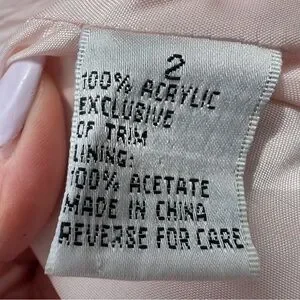 2
100% ACRYLIC
EXCLUSIVE
OF TRIM
LINING:
100% ACETATE
MADE IN CHINA
REVERSE FOR CARE